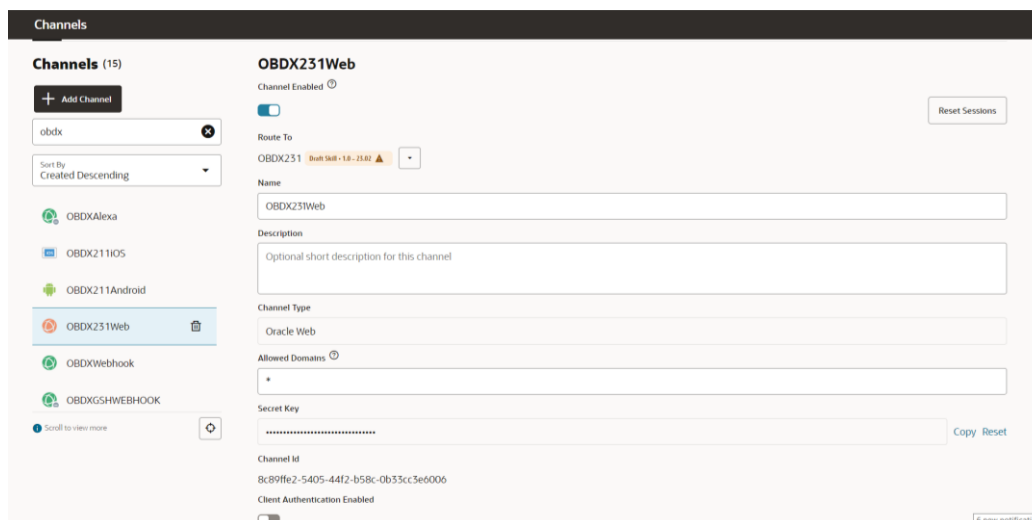 Channels
Channels (15)
Add Channel
obdx
Sort By
Created Descending
OBDXAlexa
OBDX211iOS
OBDX211Android
OBDX231Web
OBDXWebhook
OBDXGSHWEBHOOK
Scroll to view more
OBDX231Web
Channel Enabled
Reset Sessions
Route To
OBDX231 Draft Skill • 1.0 - 23.02
Name
OBDX231Web
Description
Optional short description for this channel
Channel Type
Oracle Web
Allowed Domains
*
Secret Key
••••••••••••••••••••••••••••••••
Copy Reset
Channel Id
8c89ffe2-5405-44f2-b58c-0b33cc3e6006
Client Authentication Enabled